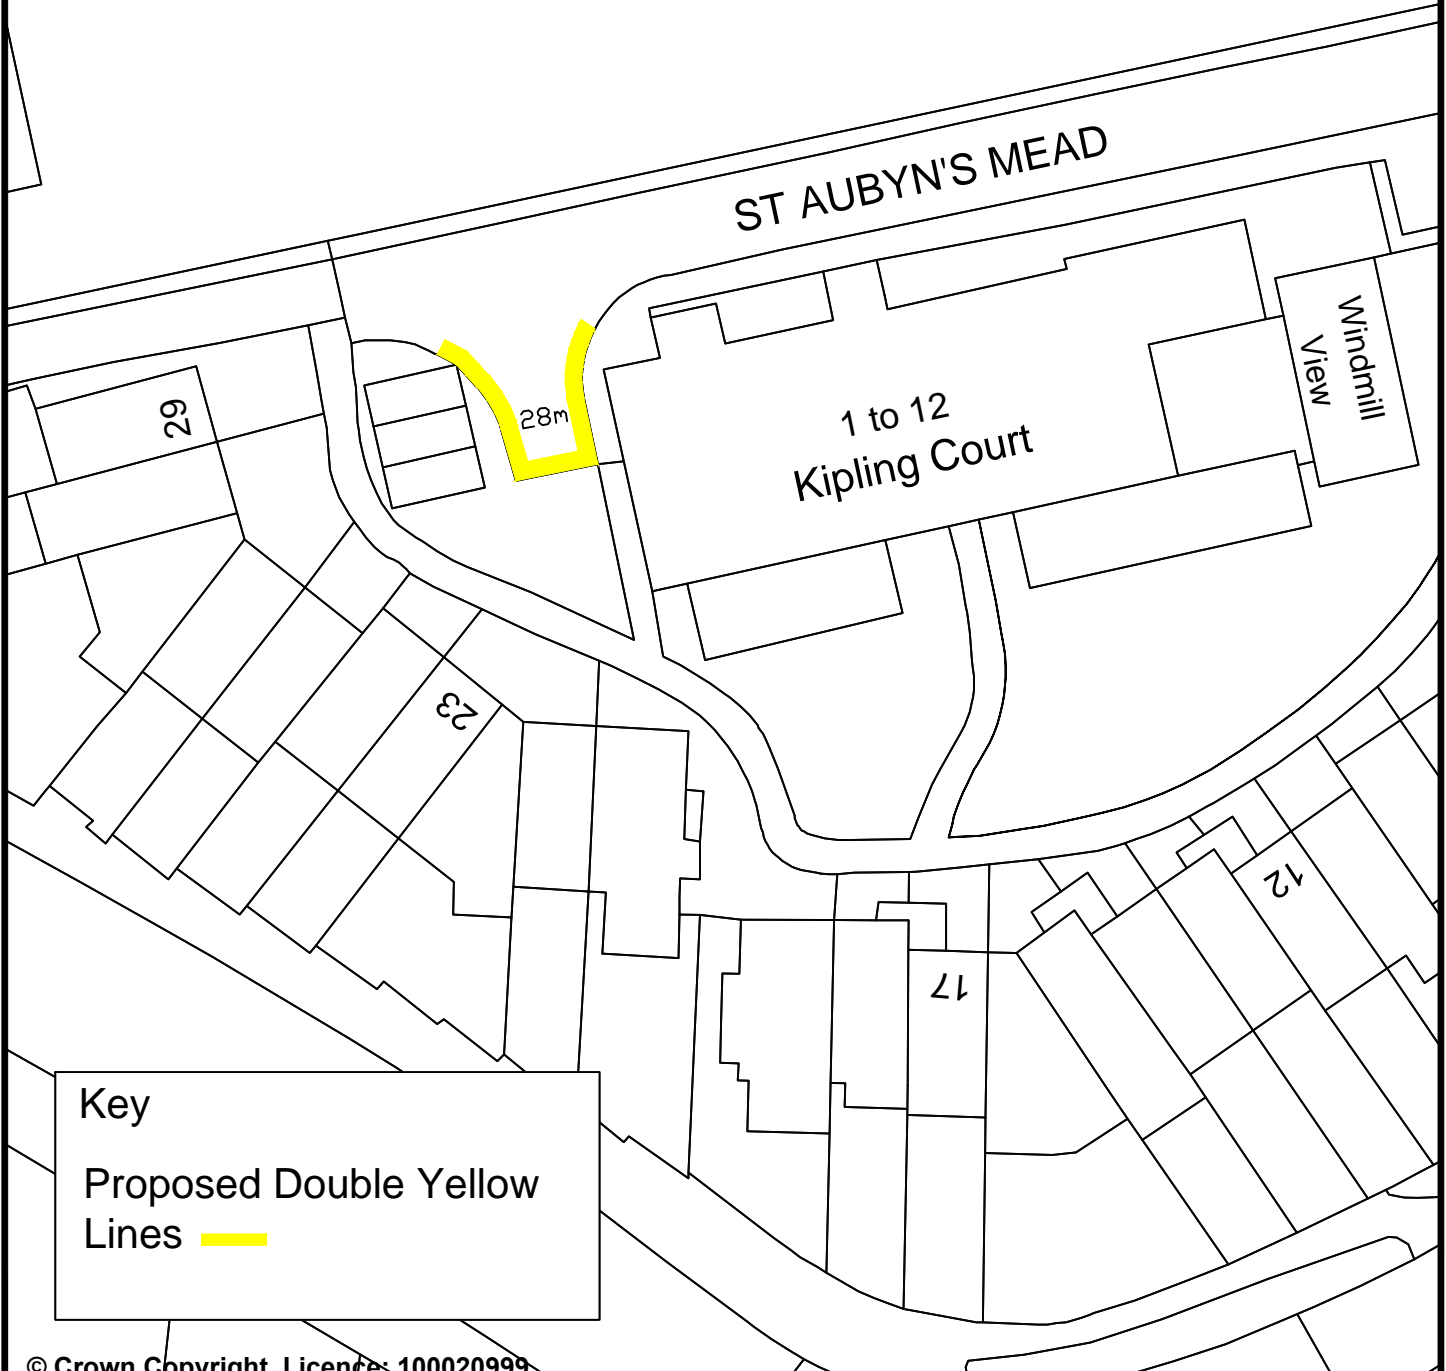 ST AUBYN'S MEAD
Windmill
View
29
28m
1 to 12
Kipling Court
23
12
17
Key
Proposed Double Yellow
Lines
© Crown Copyright. Licence: 100020999